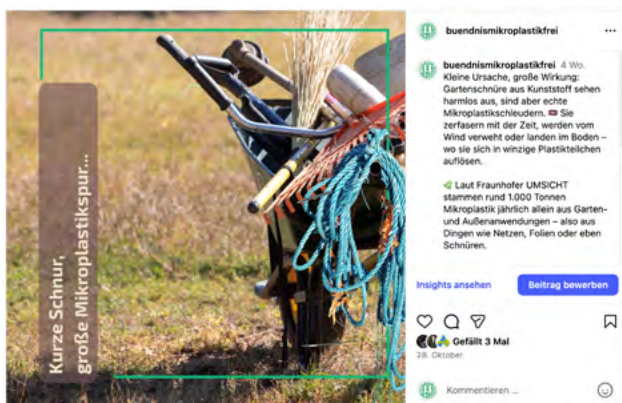 Kurze Schnur,
große Mikroplastikspur...
buendnismikroplastikfrei
buendnismikroplastikfrei 4 Wo.
Kleine Ursache, große Wirkung:
Gartenschnüre aus Kunststoff sehen
harmlos aus, sind aber echte
Mikroplastikschleudern. Sie
zerfasern mit der Zeit, werden vom
Wind verweht oder landen im Boden –
wo sie sich in winzige Plastikteilchen
auflösen.
Laut Fraunhofer UMSICHT
stammen rund 1.000 Tonnen
Mikroplastik jährlich allein aus Garten-
und Außenanwendungen – also aus
Dingen wie Netzen, Folien oder eben
Schnüren.
Insights ansehen
Beitrag bewerben
Gefällt 3 Mal
28. Oktober
Kommentieren ...